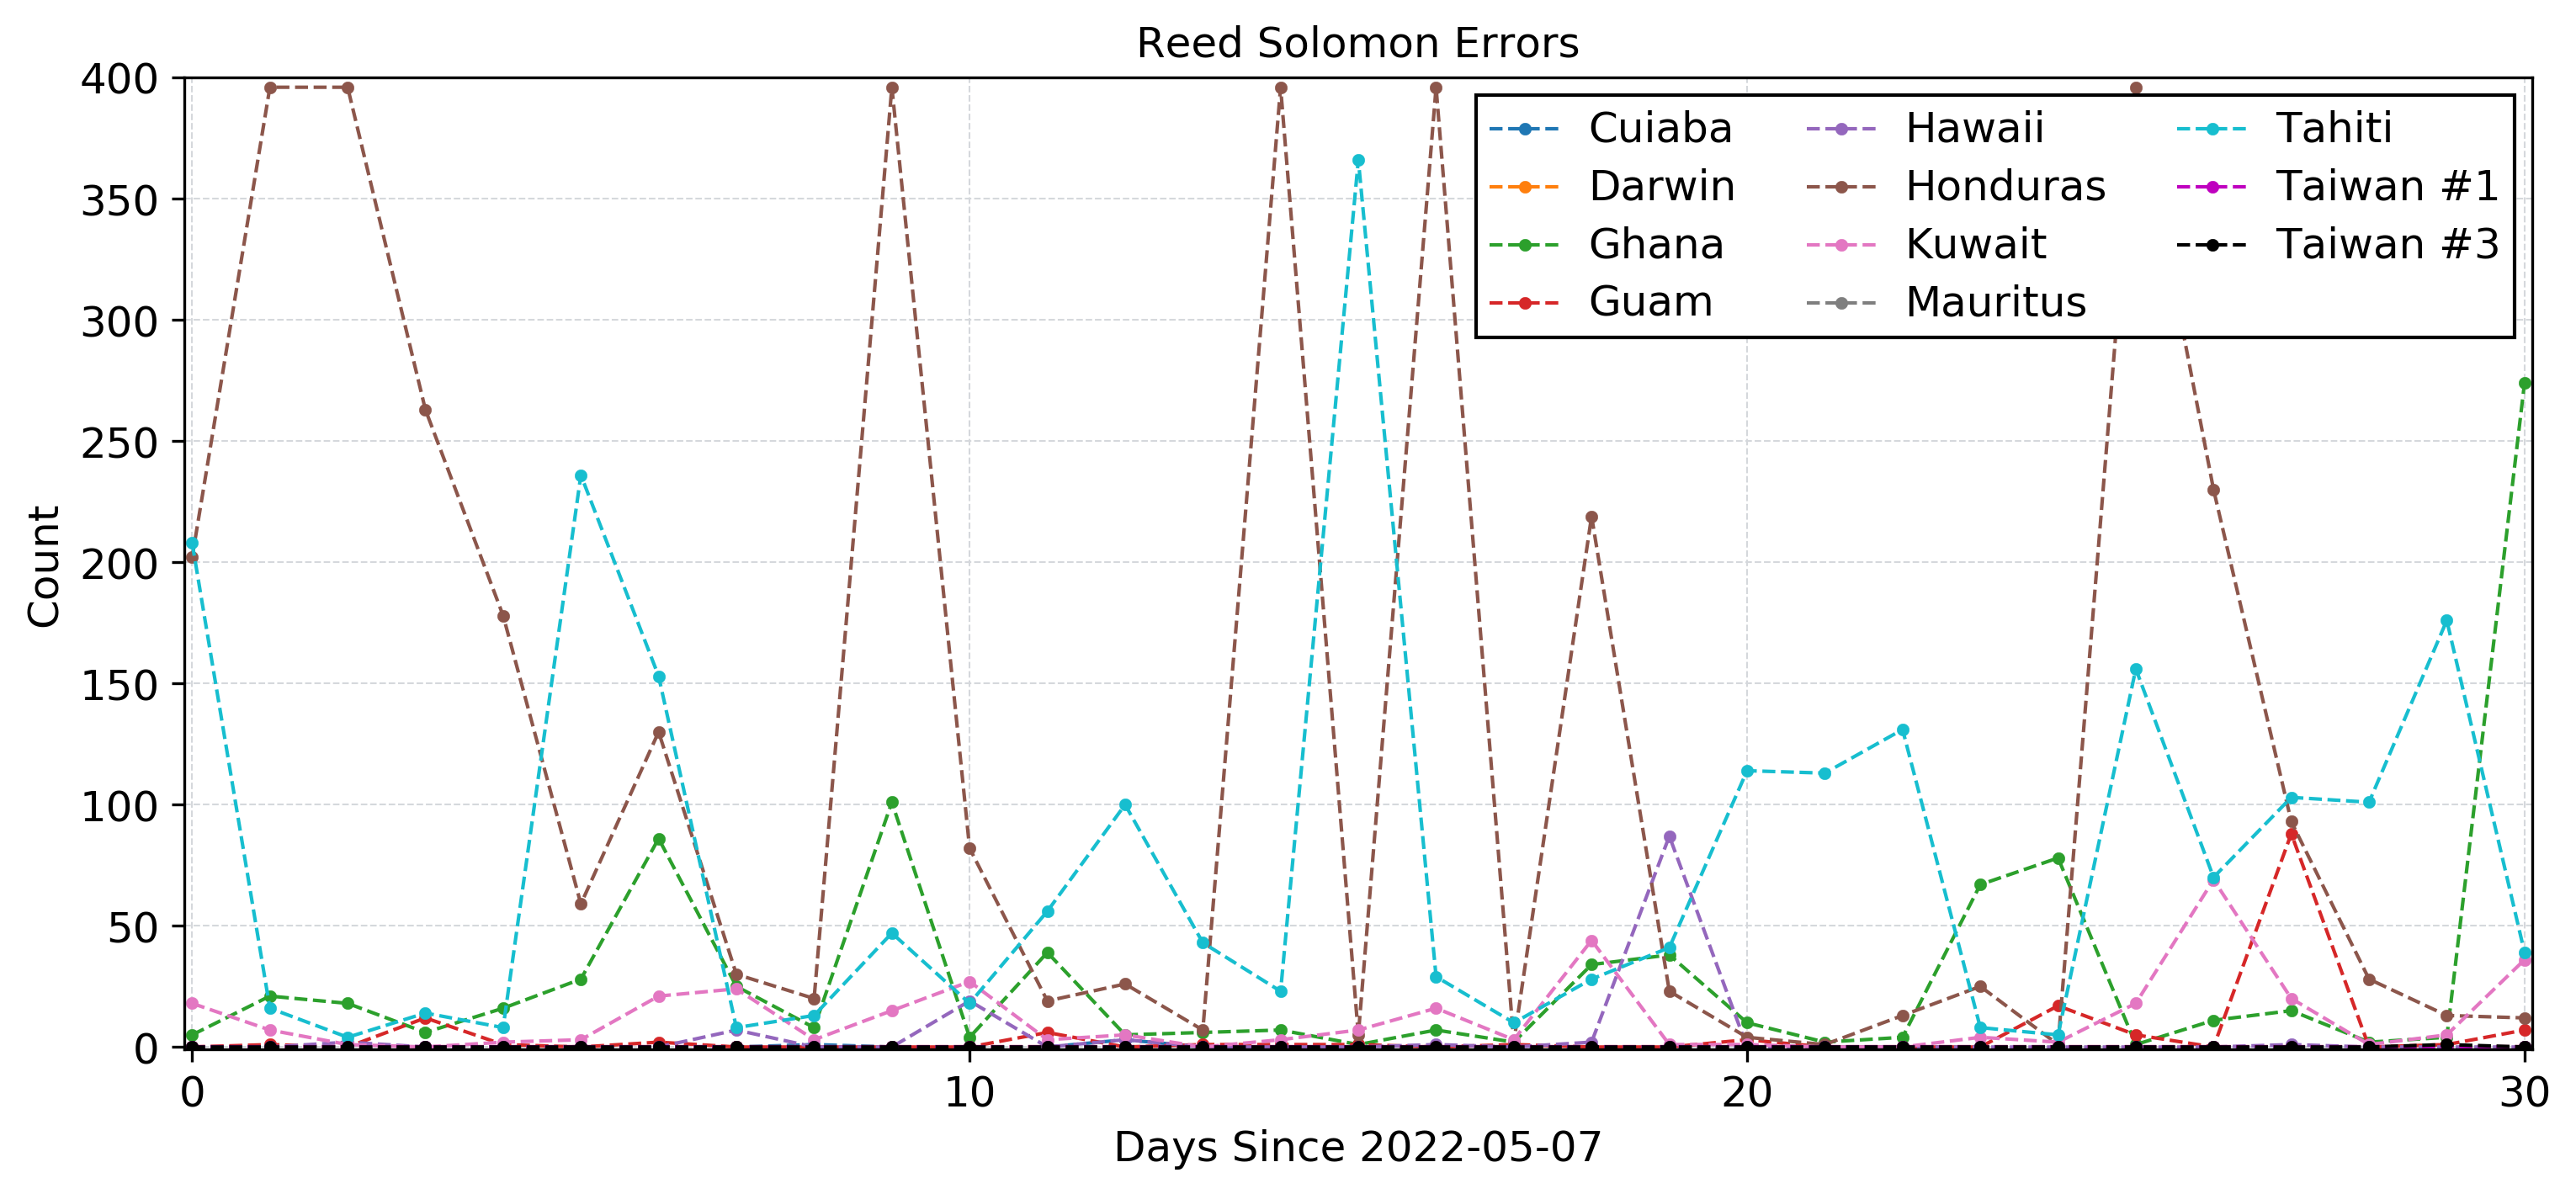 Reed Solomon Errors
400
350
300
250
200
150
100
50
0
Count
0 10 20 30
Days Since 2022-05-07
Cuiaba
Darwin
Ghana
Guam
Hawaii
Honduras
Kuwait
Mauritus
Tahiti
Taiwan #1
Taiwan #3